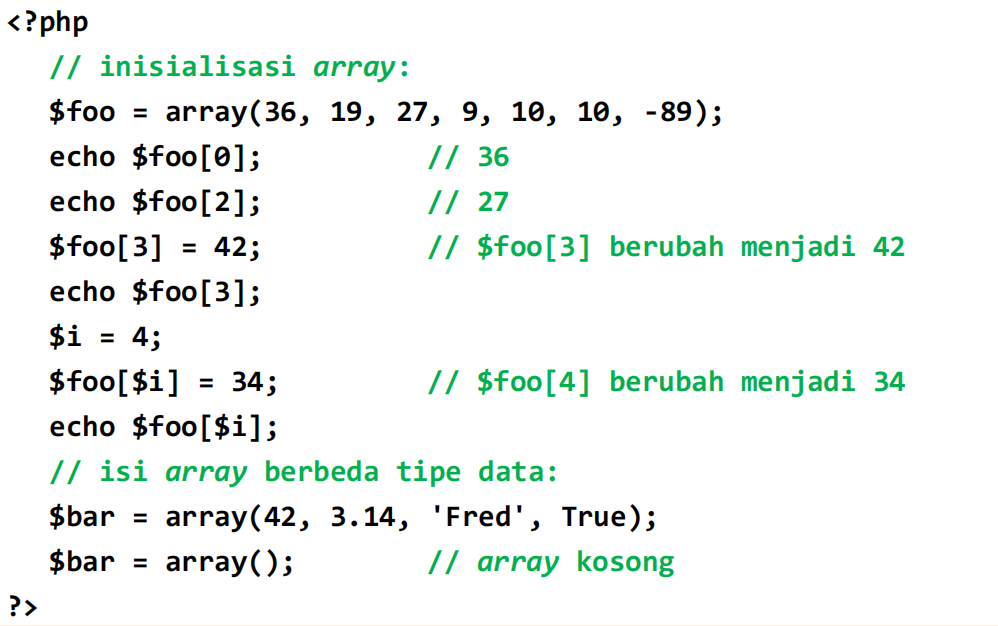 <?php
// inisialisasi array:
$foo = array(36, 19, 27, 9, 10, 10, -89);
echo $foo[0]; // 36
echo $foo[2]; // 27
$foo[3] = 42; // $foo[3] berubah menjadi 42
echo $foo[3];
$i = 4;
$foo[$i] = 34; // $foo[4] berubah menjadi 34
echo $foo[$i];
// isi array berbeda tipe data:
$bar = array(42, 3.14, 'Fred', True);
$bar = array(); // array kosong
?>